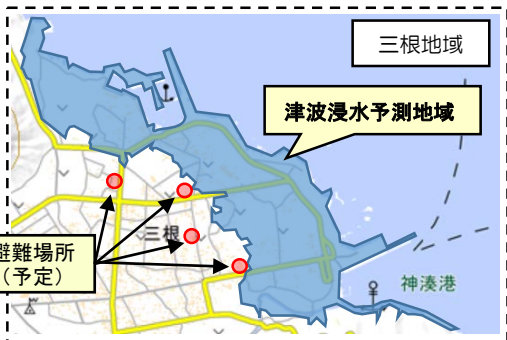 三根地域
津波浸水予測地域
三根
避難場所
（予定）
神湊港